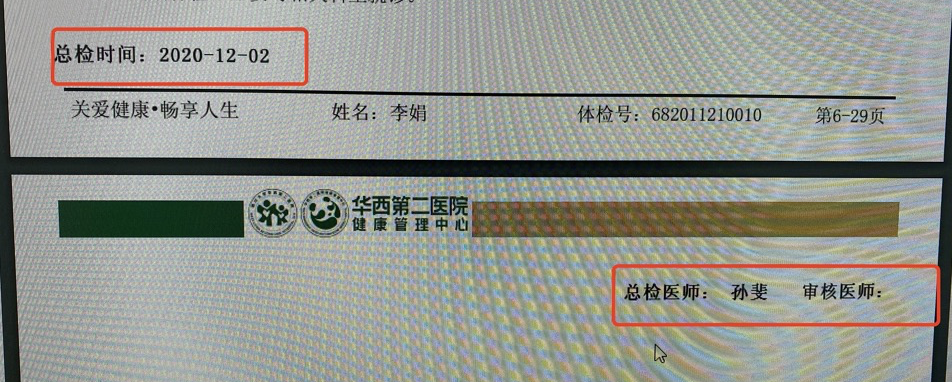 总检时间：2020-12-02
关爱健康•畅享人生 姓名：李娟 体检号：682011210010 第6-29页
华西第二医院
健康管理中心
总检医师： 孙斐 审核医师：